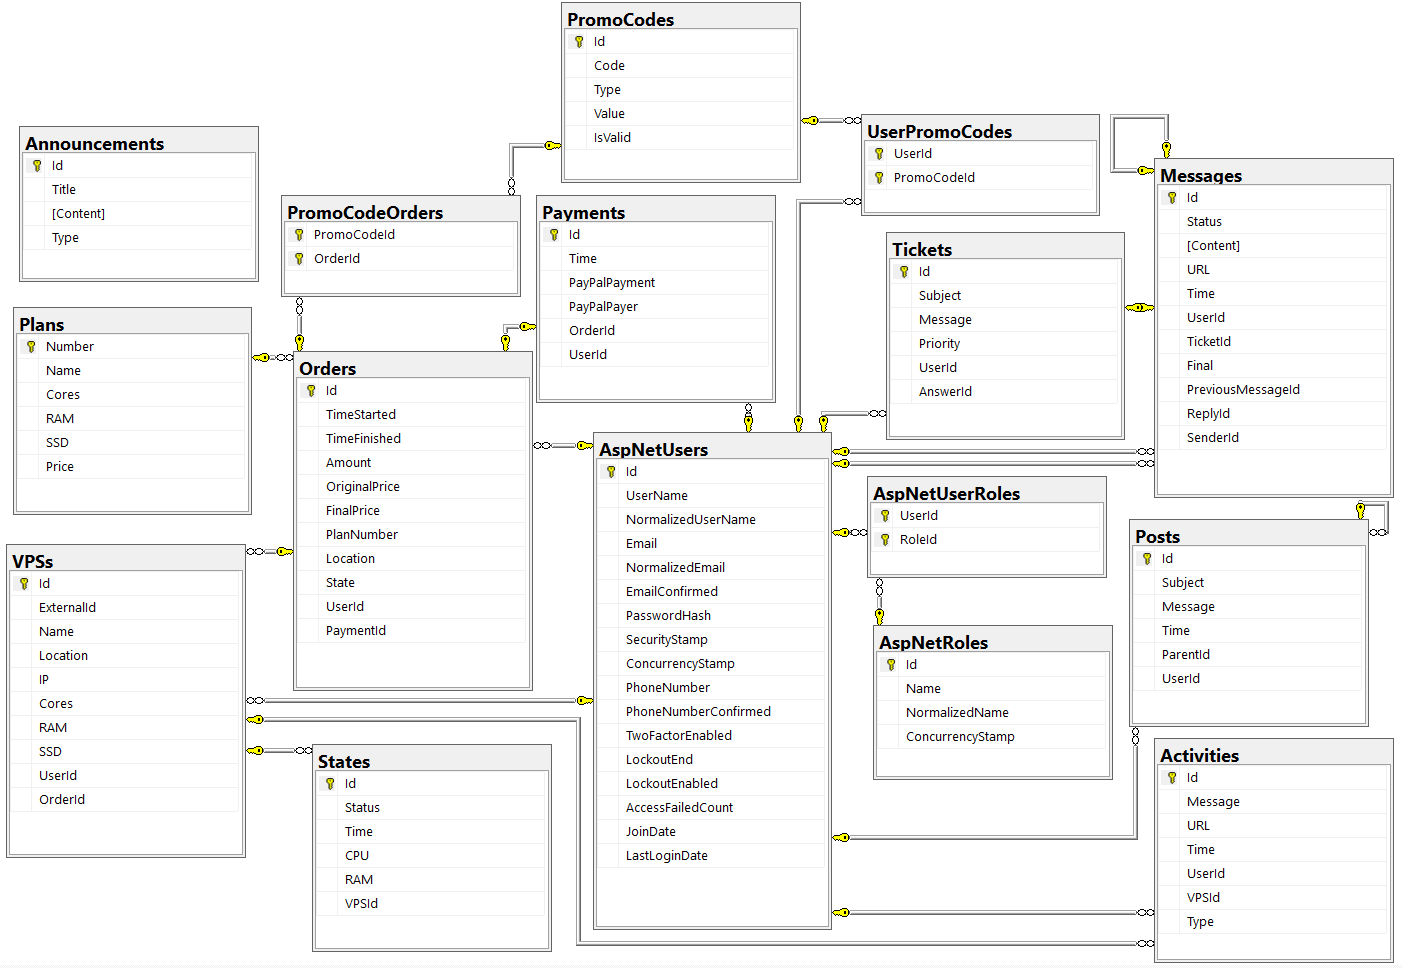 PromoCodes
Id
Code
Type
Value
IsValid
Announcements
Id
Title
[Content]
Type
UserPromoCodes
UserId
PromoCodeId
Messages
Id
Status
[Content]
URL
Time
UserId
TicketId
Final
PreviousMessageId
ReplyId
SenderId
PromoCodeOrders
PromoCodeId
OrderId
Payments
Id
Time
PayPalPayment
PayPalPayer
OrderId
UserId
Tickets
Id
Subject
Message
Priority
UserId
AnswerId
Plans
Number
Name
Cores
RAM
SSD
Price
Orders
Id
TimeStarted
TimeFinished
Amount
OriginalPrice
FinalPrice
PlanNumber
Location
State
UserId
PaymentId
AspNetUsers
Id
UserName
NormalizedUserName
Email
NormalizedEmail
EmailConfirmed
PasswordHash
SecurityStamp
ConcurrencyStamp
PhoneNumber
PhoneNumberConfirmed
TwoFactorEnabled
LockoutEnd
LockoutEnabled
AccessFailedCount
JoinDate
LastLoginDate
AspNetUserRoles
UserId
RoleId
Posts
Id
Subject
Message
Time
ParentId
UserId
VPSs
Id
ExternalId
Name
Location
IP
Cores
RAM
SSD
UserId
OrderId
AspNetRoles
Id
Name
NormalizedName
ConcurrencyStamp
States
Id
Status
Time
CPU
RAM
VPSId
Activities
Id
Message
URL
Time
UserId
VPSId
Type